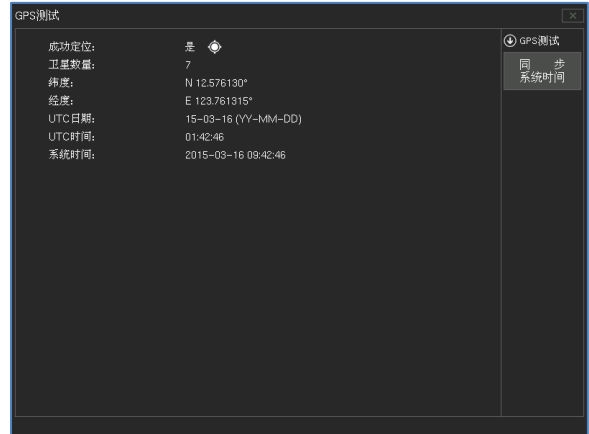 GPS测试
成功定位: 是
卫星数量: 7
纬度: N 12.576130°
经度: E 123.761315°
UTC日期: 15-03-16 (YY-MM-DD)
UTC时间: 01:42:46
系统时间: 2015-03-16 09:42:46
GPS测试
同 步
系统时间